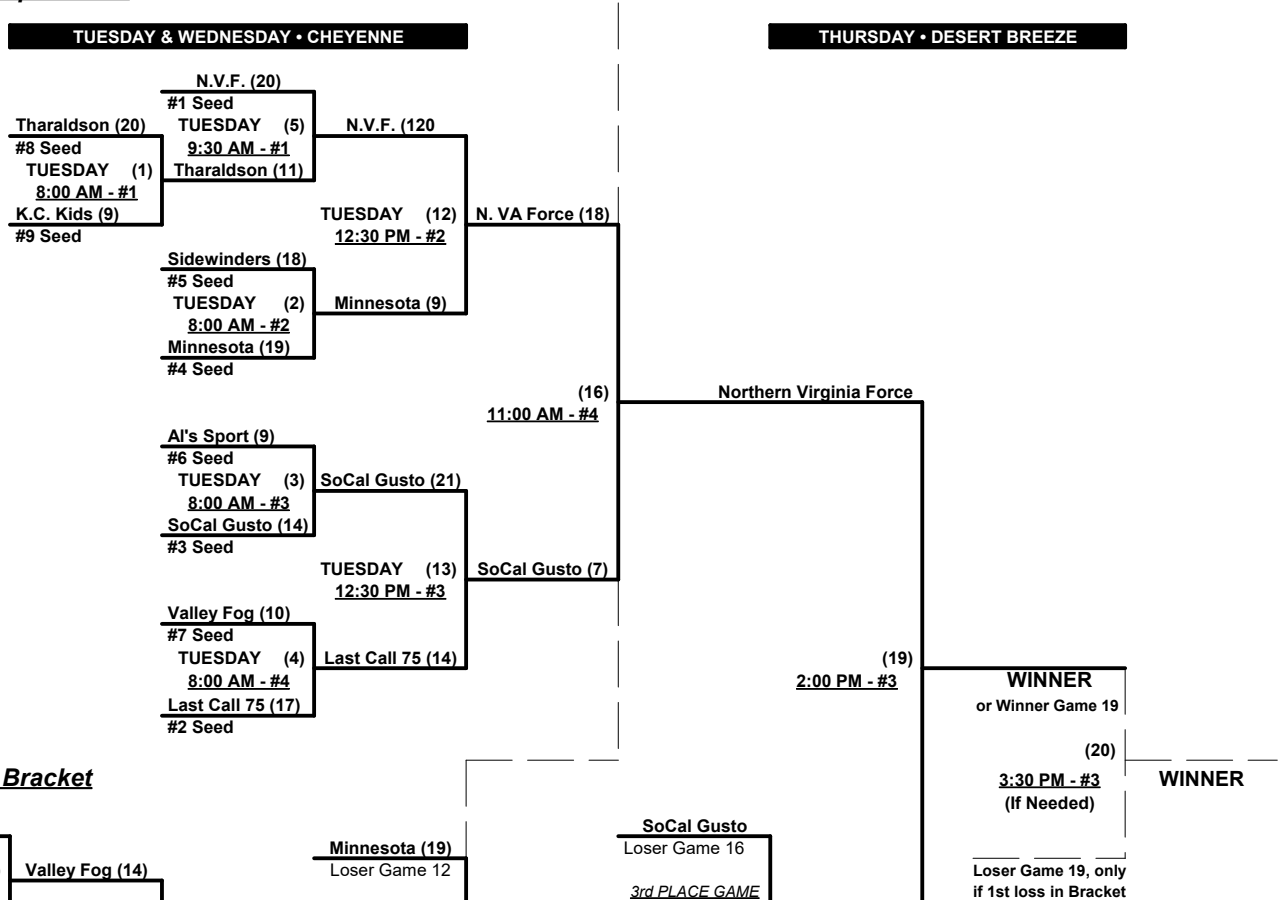 TUESDAY & WEDNESDAY • CHEYENNE
THURSDAY • DESERT BREEZE
N.V.F. (20)
#1 Seed
Tharaldson (20)
TUESDAY (5)
N.V.F. (120
#8 Seed
9:30 AM - #1
TUESDAY (1)
Tharaldson (11)
8:00 AM - #1
K.C. Kids (9)
TUESDAY (12)
N. VA Force (18)
#9 Seed
12:30 PM - #2
Sidewinders (18)
#5 Seed
TUESDAY (2)
Minnesota (9)
8:00 AM - #2
Minnesota (19)
#4 Seed
(16)
Northern Virginia Force
11:00 AM - #4
Al's Sport (9)
#6 Seed
TUESDAY (3)
SoCal Gusto (21)
8:00 AM - #3
SoCal Gusto (14)
#3 Seed
TUESDAY (13)
SoCal Gusto (7)
12:30 PM - #3
Valley Fog (10)
#7 Seed
TUESDAY (4)
Last Call 75 (14)
(19)
8:00 AM - #4
2:00 PM - #3
WINNER
Last Call 75 (17)
or Winner Game 19
#2 Seed
(20)
Bracket
3:30 PM - #3
WINNER
(If Needed)
SoCal Gusto
Minnesota (19)
Loser Game 16
Valley Fog (14)
Loser Game 12
Loser Game 19, only
3rd PLACE GAME
if 1st loss in Bracket